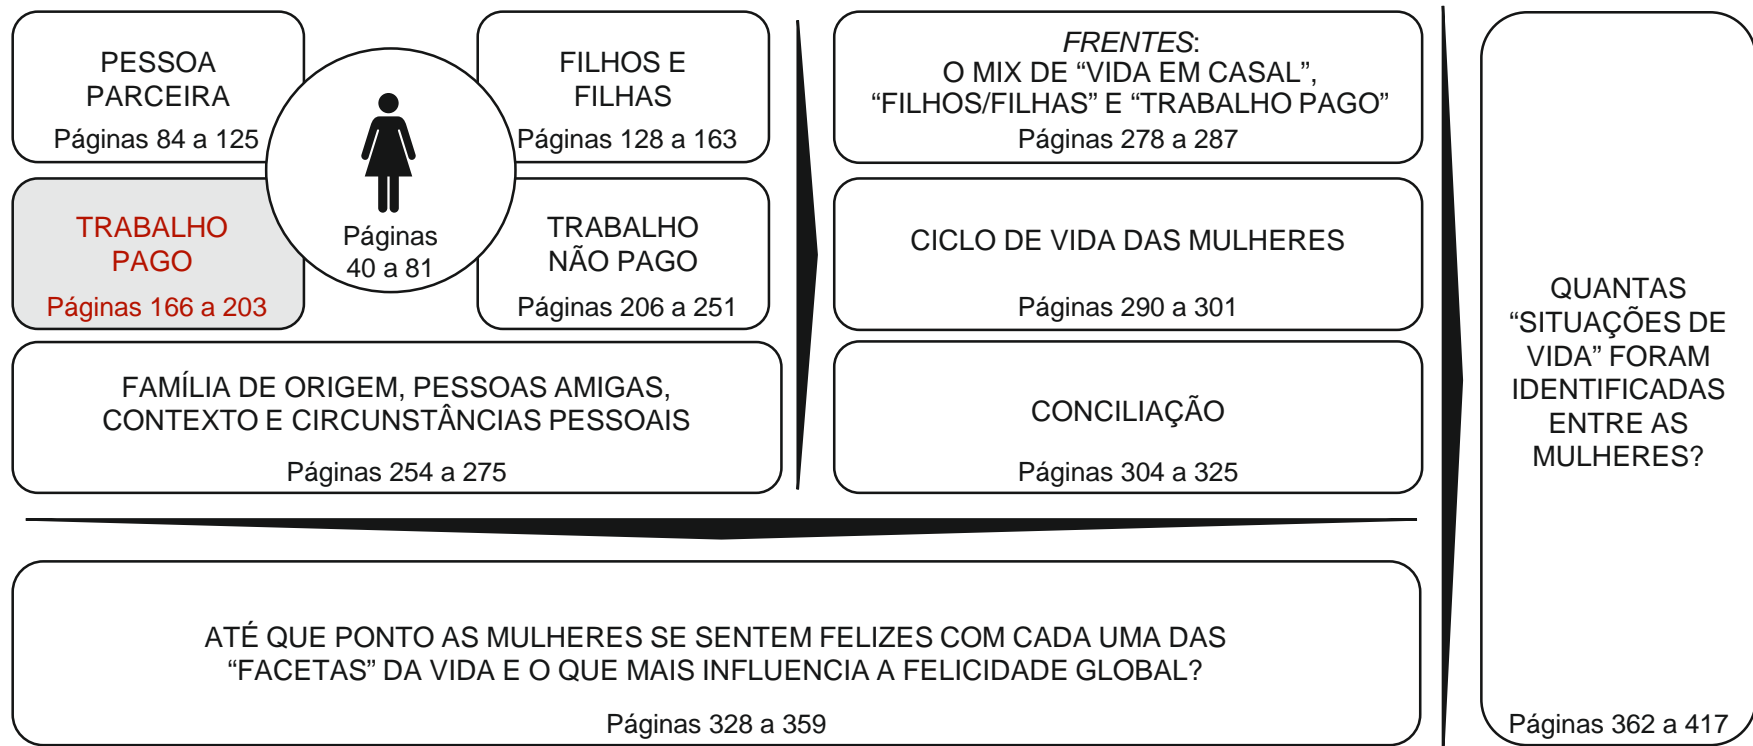 PESSOA
PARCEIRA
Páginas 84 a 125
FILHOS E
FILHAS
Páginas 128 a 163
Páginas
40 a 81
TRABALHO
PAGO
Páginas 166 a 203
TRABALHO
NÃO PAGO
Páginas 206 a 251
FAMÍLIA DE ORIGEM, PESSOAS AMIGAS,
CONTEXTO E CIRCUNSTÂNCIAS PESSOAIS
Páginas 254 a 275
FRENTES:
O MIX DE “VIDA EM CASAL”,
“FILHOS/FILHAS” E “TRABALHO PAGO”
Páginas 278 a 287
CICLO DE VIDA DAS MULHERES
Páginas 290 a 301
CONCILIAÇÃO
Páginas 304 a 325
ATÉ QUE PONTO AS MULHERES SE SENTEM FELIZES COM CADA UMA DAS
“FACETAS” DA VIDA E O QUE MAIS INFLUENCIA A FELICIDADE GLOBAL?
Páginas 328 a 359
QUANTAS
“SITUAÇÕES DE
VIDA” FORAM
IDENTIFICADAS
ENTRE AS
MULHERES?
Páginas 362 a 417